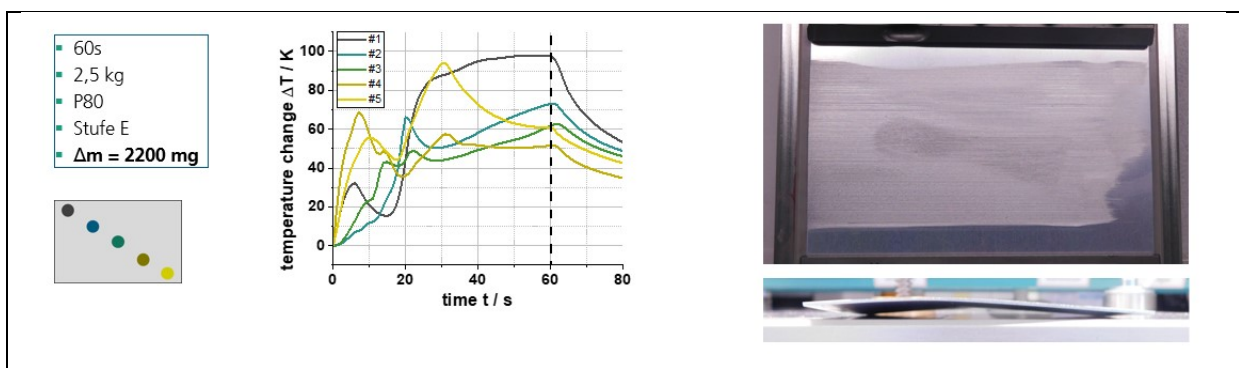 60s
2,5 kg
P80
Stufe E
Δm = 2200 mg
temperature change ΔT / K
100
80
60
40
20
0
#1
#2
#3
#4
#5
0 20 40 60 80
time t / s